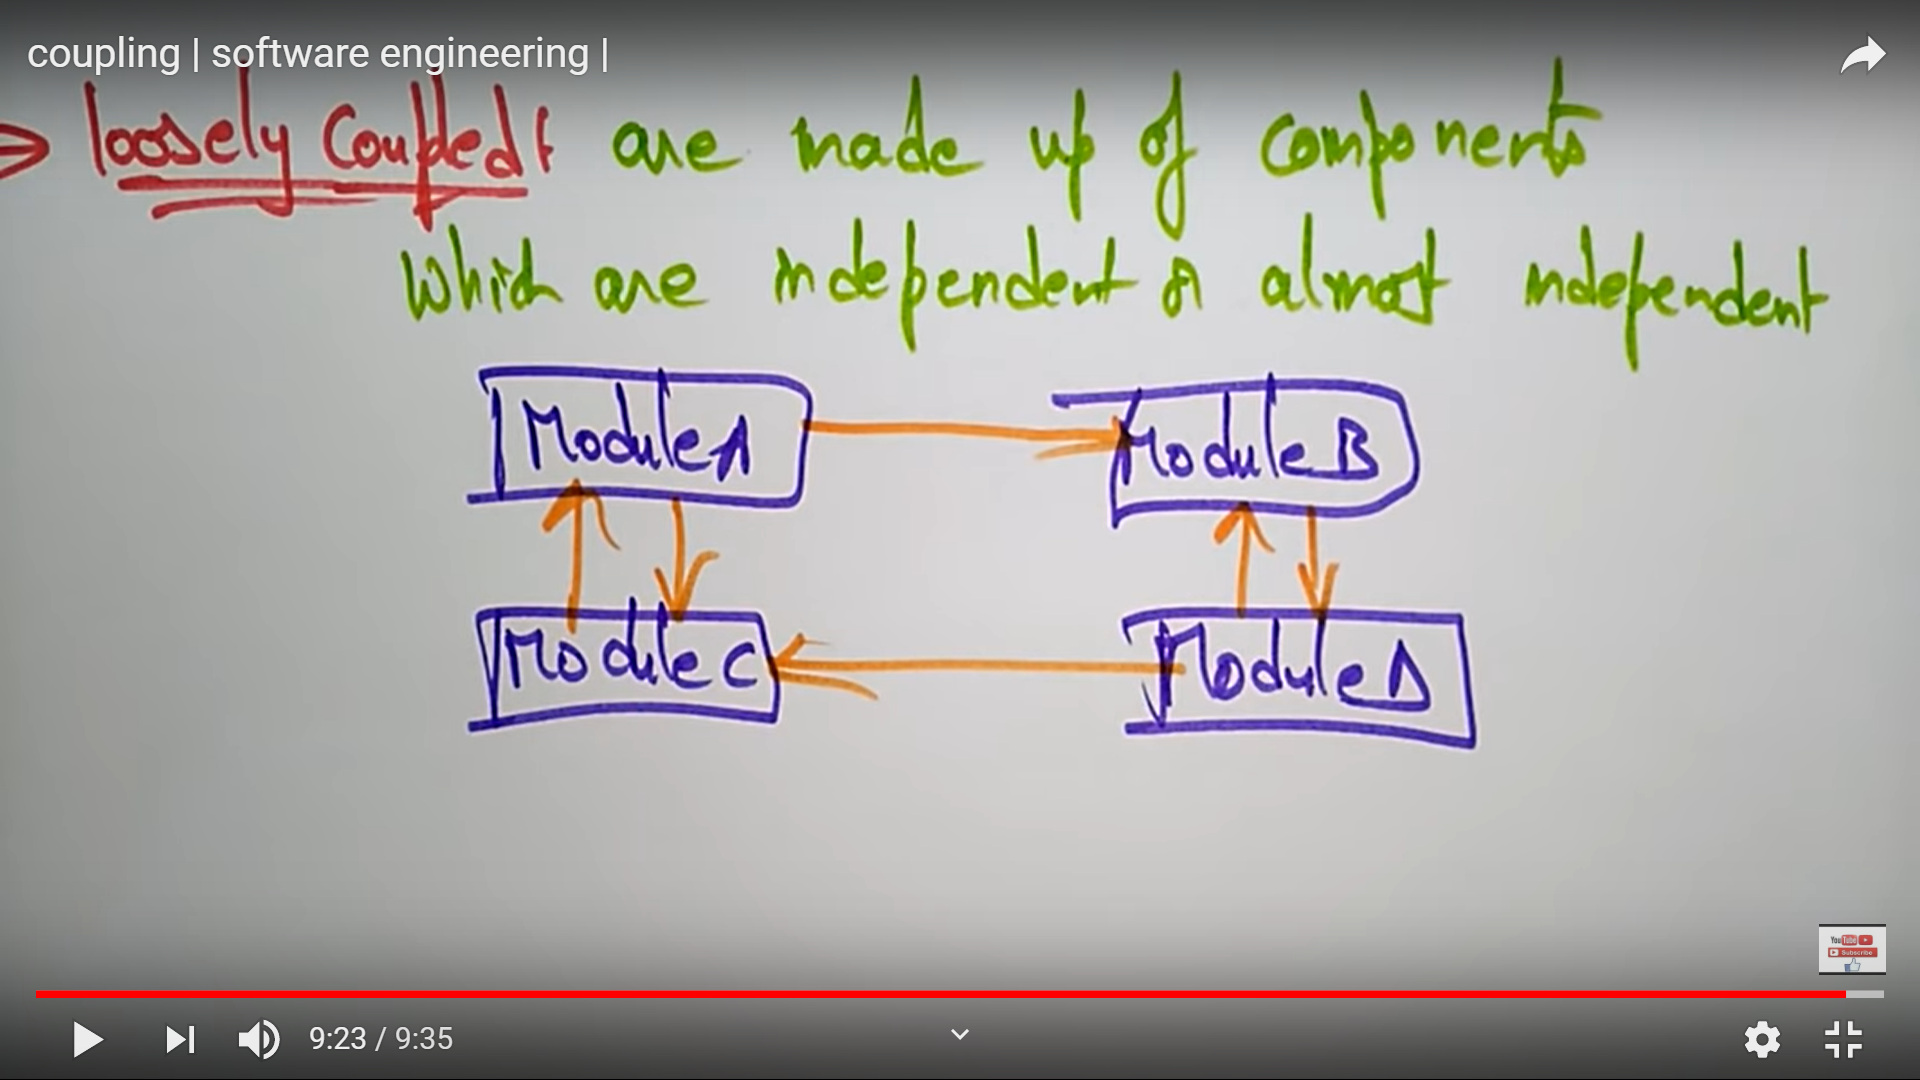 coupling | software engineering |
⇒ loosely Coupled: are made up of components
which are independent or almost independent
Module A
Module B
Module C
Module D
YouTube
Subscribe
9:23 / 9:35